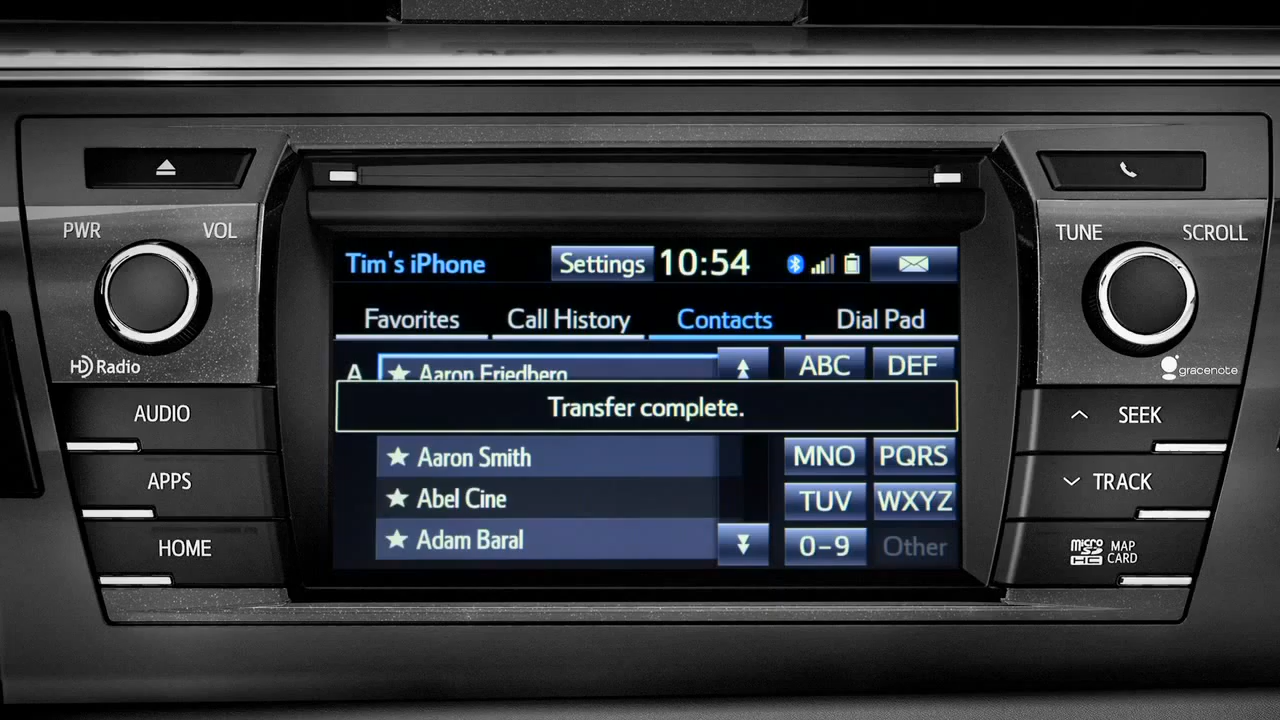 PWR VOL
TUNE SCROLL
Tim's iPhone Settings 10:54
Favorites Call History Contacts Dial Pad
A Aaron Friedberg ABC DEF
HD Radio
gracenote
Transfer complete.
AUDIO
SEEK
Aaron Smith MNO PQRS
APPS
TRACK
Abel Cine TUV WXYZ
HOME
Adam Baral 0-9 Other
micro SD HC MAP CARD